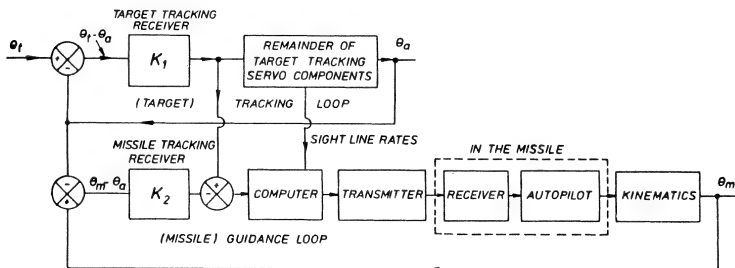 TARGET TRACKING
RECEIVER
θt
+
-
θt-θa
K1
REMAINDER OF
TARGET TRACKING
SERVO COMPONENTS
θa
(TARGET) TRACKING LOOP
SIGHT LINE RATES
MISSILE TRACKING
RECEIVER
IN THE MISSILE
-
+
θm-θa
K2
-
+
COMPUTER
TRANSMITTER
RECEIVER
AUTOPILOT
KINEMATICS
θm
(MISSILE) GUIDANCE LOOP